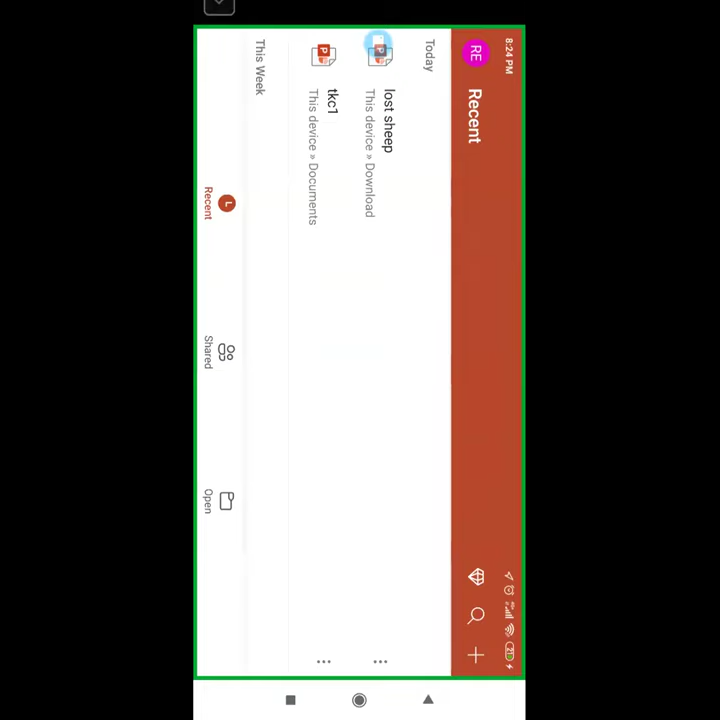 8:24 PM
21
RE
Recent
Today
lost sheep
This device » Download
tkc1
This device » Documents
This Week
Recent
Shared
Open